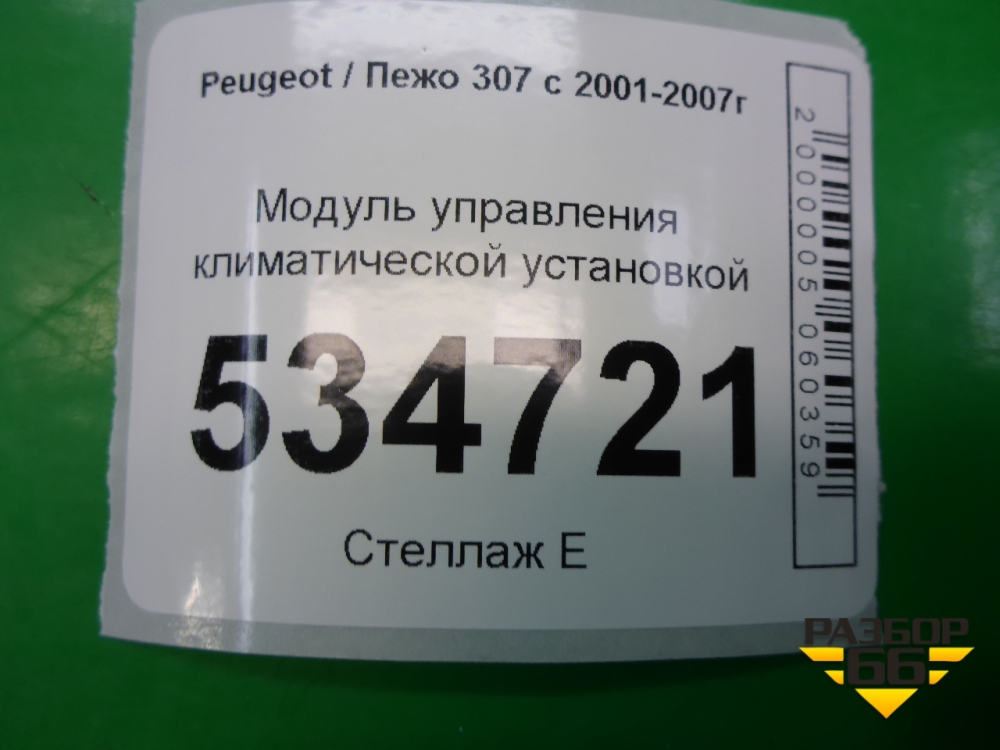 Peugeot / Пежо 307 с 2001-2007г
Модуль управления
климатической установкой
534721
Стеллаж Е
2000005060359
РАЗБОР
66